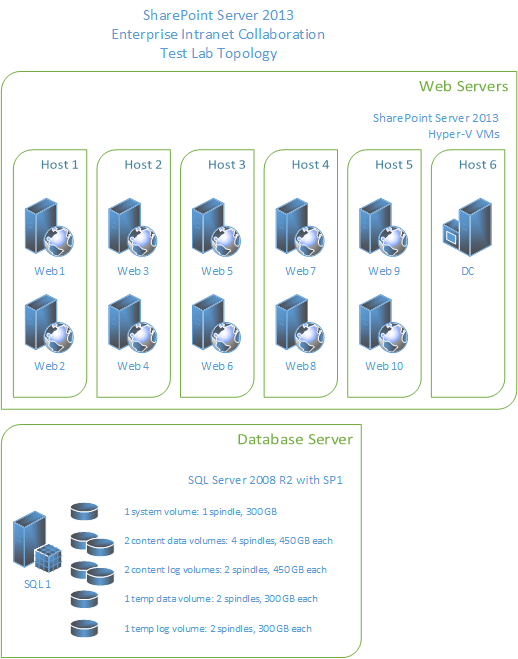 SharePoint Server 2013
Enterprise Intranet Collaboration
Test Lab Topology
Web Servers
SharePoint Server 2013
Hyper-V VMs
Host 1
Host 2
Host 3
Host 4
Host 5
Host 6
Web1
Web3
Web5
Web7
Web9
DC
Web2
Web4
Web6
Web8
Web10
Database Server
SQL Server 2008 R2 with SP1
1 system volume: 1 spindle, 300GB
2 content data volumes: 4 spindles, 450GB each
2 content log volumes: 2 spindles, 450GB each
SQL1
1 temp data volume: 2 spindles, 300GB each
1 temp log volume: 2 spindles, 300GB each